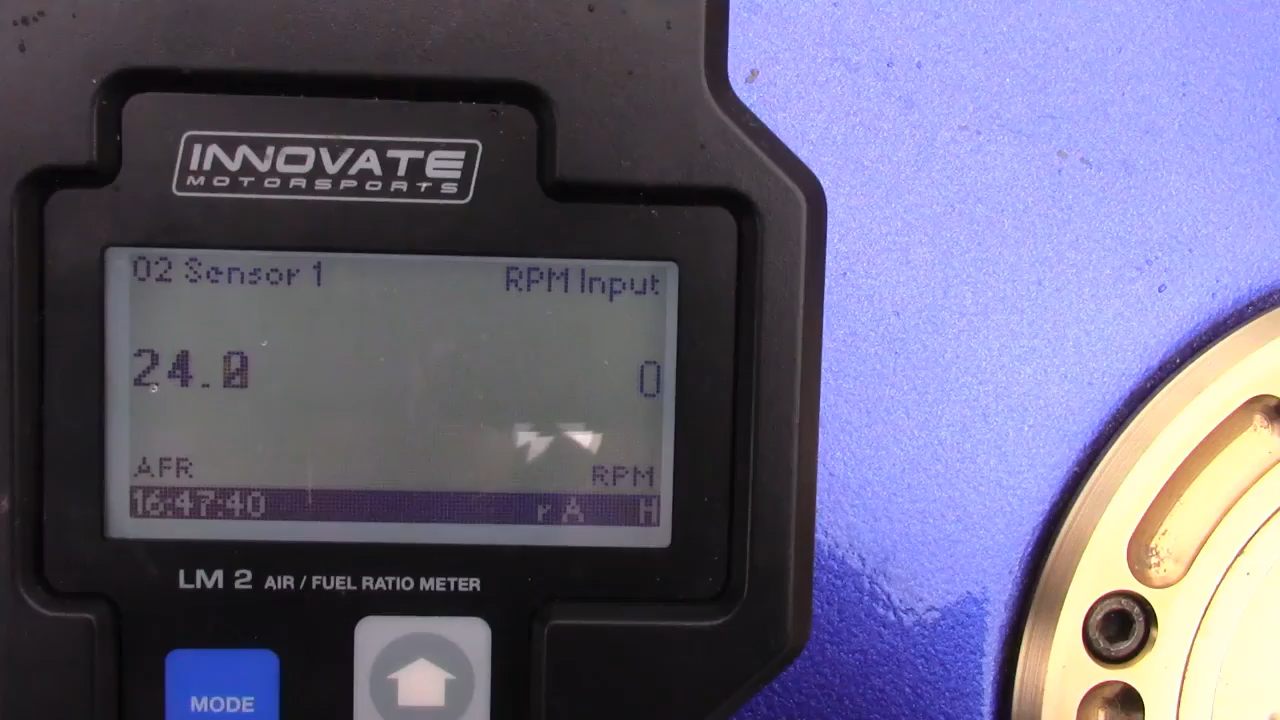 INNOVATE
MOTORSPORTS
02 Sensor 1 RPM Input
24.0 0
AFR RPM
16:47:40 r A H
LM 2 AIR / FUEL RATIO METER
MODE